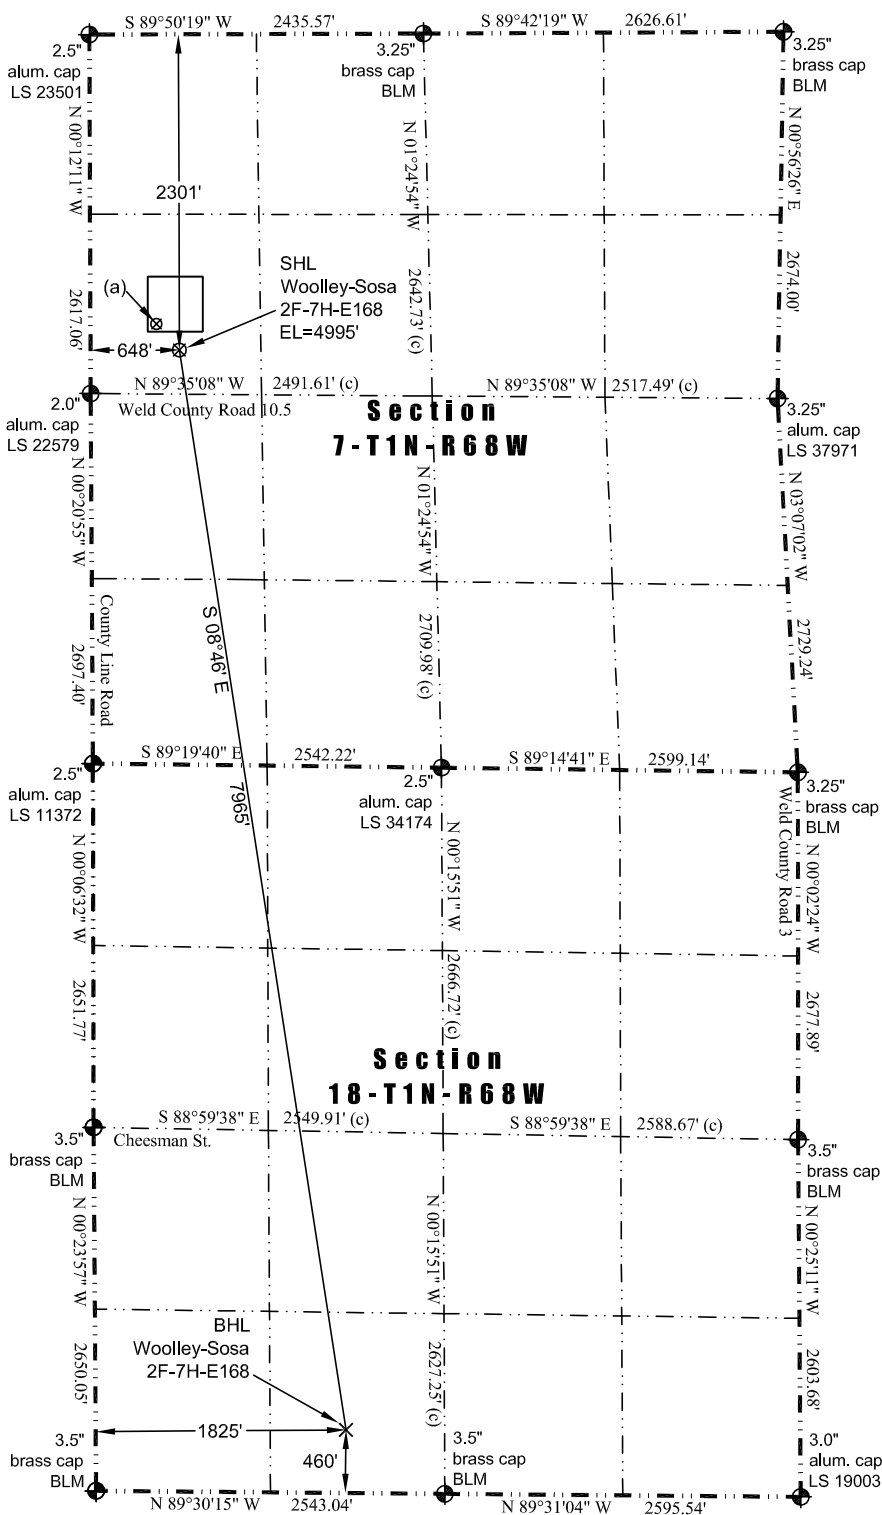 S 89°50'19" W 2435.57' S 89°42'19" W 2626.61'
2.5"
alum. cap
LS 23501
3.25"
brass cap
BLM
3.25"
brass cap
BLM
N 00°12'11" W
2617.06'
N 01°24'54" W
2642.73' (c)
N 00°56'26" E
2674.00'
2301'
(a)
SHL
Woolley-Sosa
2F-7H-E168
EL=4995'
648'
N 89°35'08" W 2491.61' (c) N 89°35'08" W 2517.49' (c)
Weld County Road 10.5
2.0"
alum. cap
LS 22579
Section
7-T1N-R68W
3.25"
alum. cap
LS 37971
N 00°20'55" W
2697.40'
County Line Road
N 01°24'54" W
2709.98' (c)
N 03°07'02" W
2729.24'
S 08°46' E
7965'
S 89°19'40" E 2542.22' S 89°14'41" E 2599.14'
2.5"
alum. cap
LS 11372
2.5"
alum. cap
LS 34174
3.25"
brass cap
BLM
Weld County Road 3
N 00°06'32" W
2651.77'
N 00°15'51" W
2666.72' (c)
N 00°02'24" W
2677.89'
Section
18-T1N-R68W
S 88°59'38" E 2549.91' (c) S 88°59'38" E 2588.67' (c)
Cheesman St.
3.5"
brass cap
BLM
3.5"
brass cap
BLM
N 00°23'57" W
2650.05'
N 00°15'51" W
2627.25' (c)
N 00°25'11" W
2603.68'
BHL
Woolley-Sosa
2F-7H-E168
1825'
460'
3.5"
brass cap
BLM
3.5"
brass cap
BLM
3.0"
alum. cap
LS 19003
N 89°30'15" W 2543.04' N 89°31'04" W 2595.54'